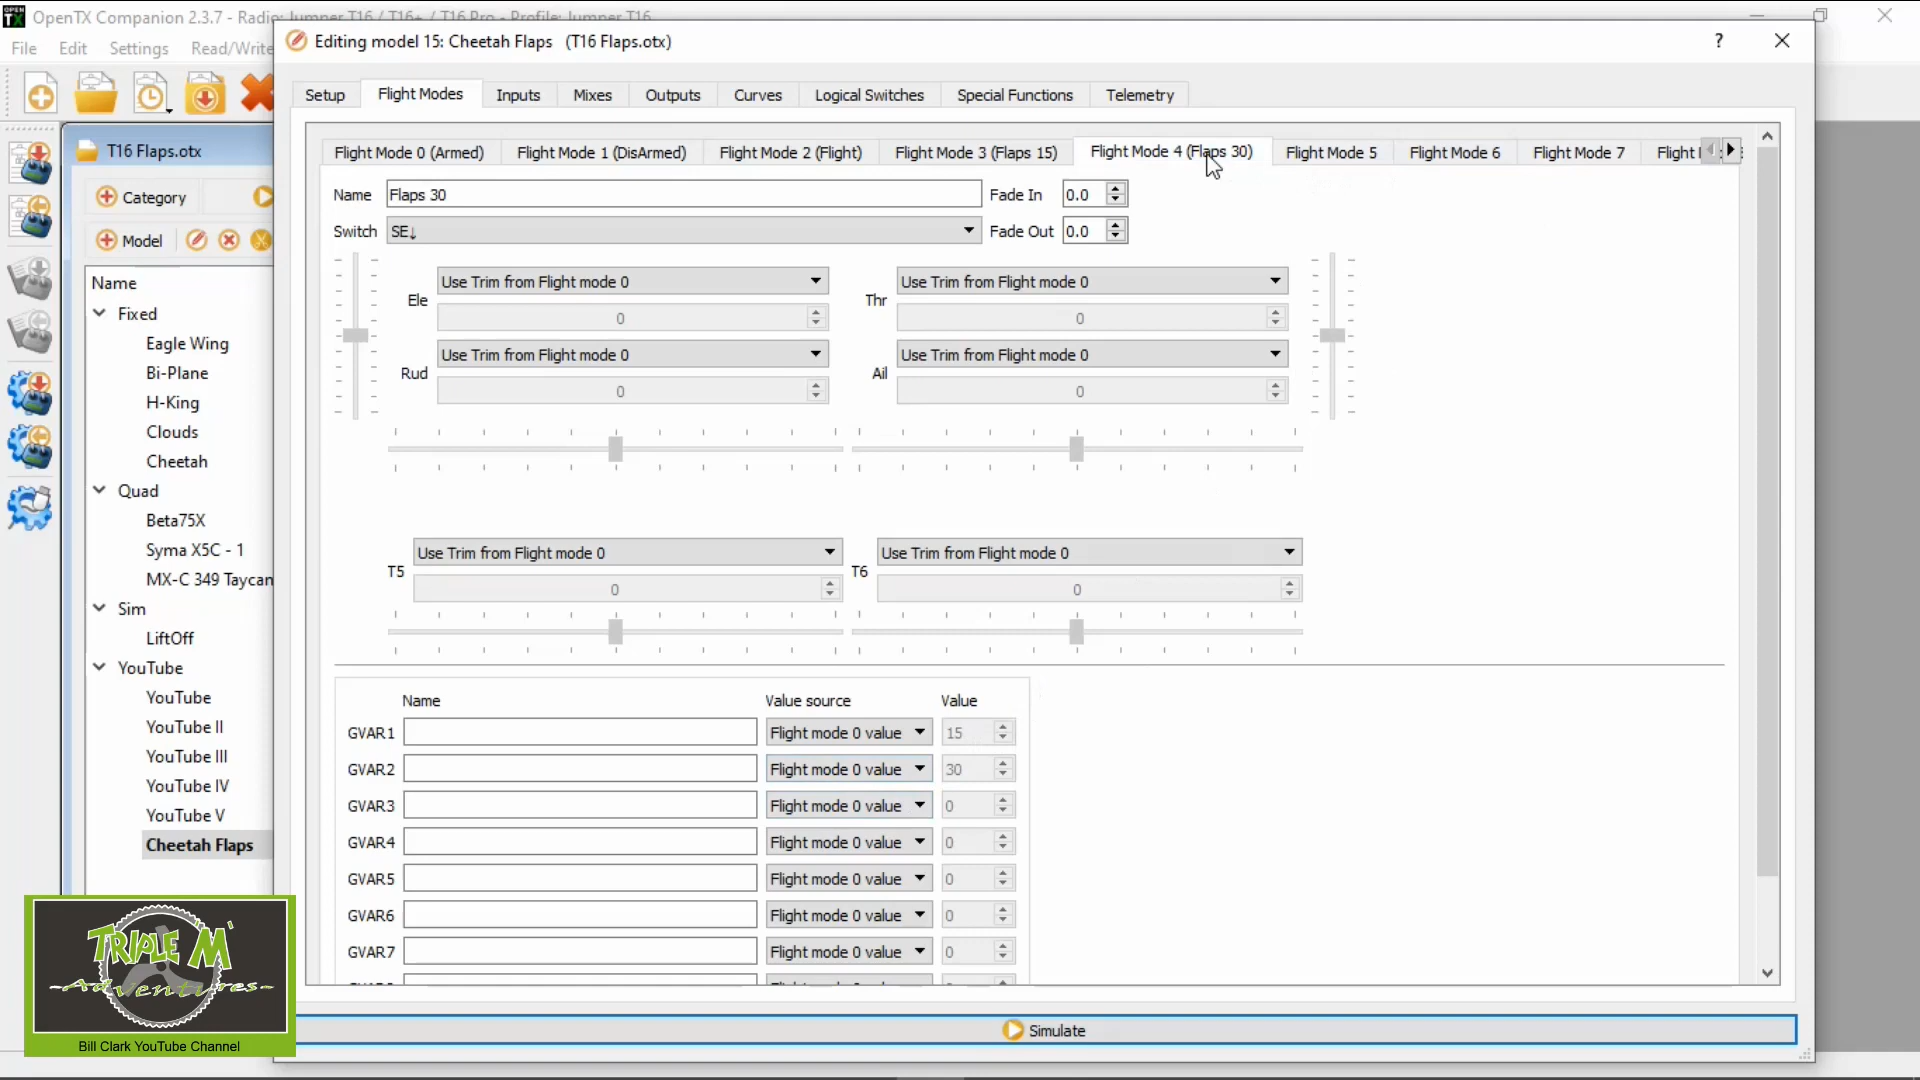 OpenTX Companion 2.3.7 - Radio: Jumper T16 / T16+ / T16 Pro - Profile: Jumper T16
File Edit Settings Read/Write
Editing model 15: Cheetah Flaps (T16 Flaps.otx)
?
Setup Flight Modes Inputs Mixes Outputs Curves Logical Switches Special Functions Telemetry
T16 Flaps.otx
Category
Model
Name
Fixed
Eagle Wing
Bi-Plane
H-King
Clouds
Cheetah
Quad
Beta75X
Syma X5C - 1
MX-C 349 Taycan
Sim
LiftOff
YouTube
YouTube
YouTube II
YouTube III
YouTube IV
YouTube V
Cheetah Flaps
Flight Mode 0 (Armed) Flight Mode 1 (DisArmed) Flight Mode 2 (Flight) Flight Mode 3 (Flaps 15) Flight Mode 4 (Flaps 30) Flight Mode 5 Flight Mode 6 Flight Mode 7
Name Flaps 30 Fade In 0.0
Switch SE↓ Fade Out 0.0
Ele Use Trim from Flight mode 0 Thr Use Trim from Flight mode 0
0 0
Rud Use Trim from Flight mode 0 Ail Use Trim from Flight mode 0
0 0
T5 Use Trim from Flight mode 0 T6 Use Trim from Flight mode 0
0 0
Name Value source Value
GVAR1 Flight mode 0 value 15
GVAR2 Flight mode 0 value 30
GVAR3 Flight mode 0 value 0
GVAR4 Flight mode 0 value 0
GVAR5 Flight mode 0 value 0
GVAR6 Flight mode 0 value 0
GVAR7 Flight mode 0 value 0
Simulate
TRIPLE M
-Adventures-
Bill Clark YouTube Channel